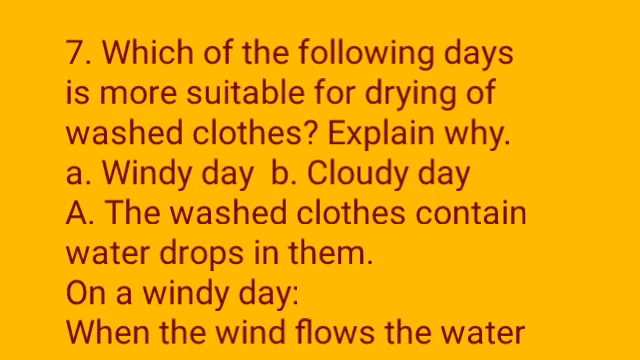 7. Which of the following days
is more suitable for drying of
washed clothes? Explain why.
a. Windy day b. Cloudy day
A. The washed clothes contain
water drops in them.
On a windy day:
When the wind flows the water